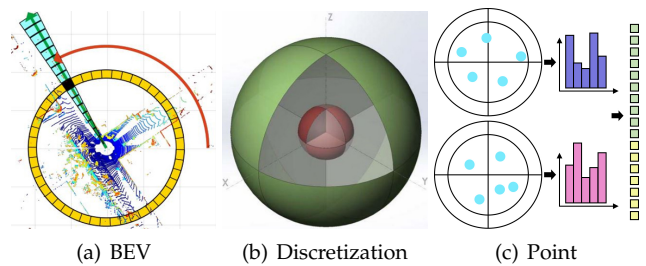 Z
X
Y
(a) BEV
(b) Discretization
(c) Point